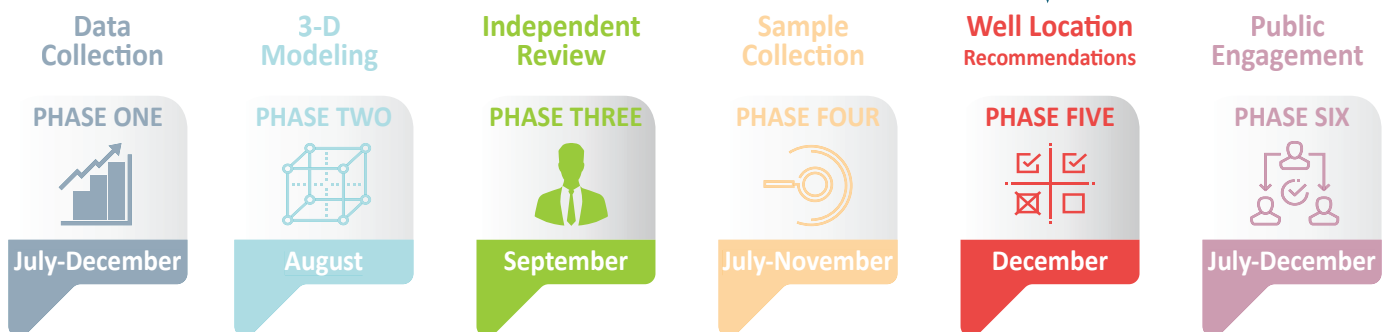 Data
Collection
3-D
Modeling
Independent
Review
Sample
Collection
Well Location
Recommendations
Public
Engagement
PHASE ONE
PHASE TWO
PHASE THREE
PHASE FOUR
PHASE FIVE
PHASE SIX
July-December
August
September
July-November
December
July-December